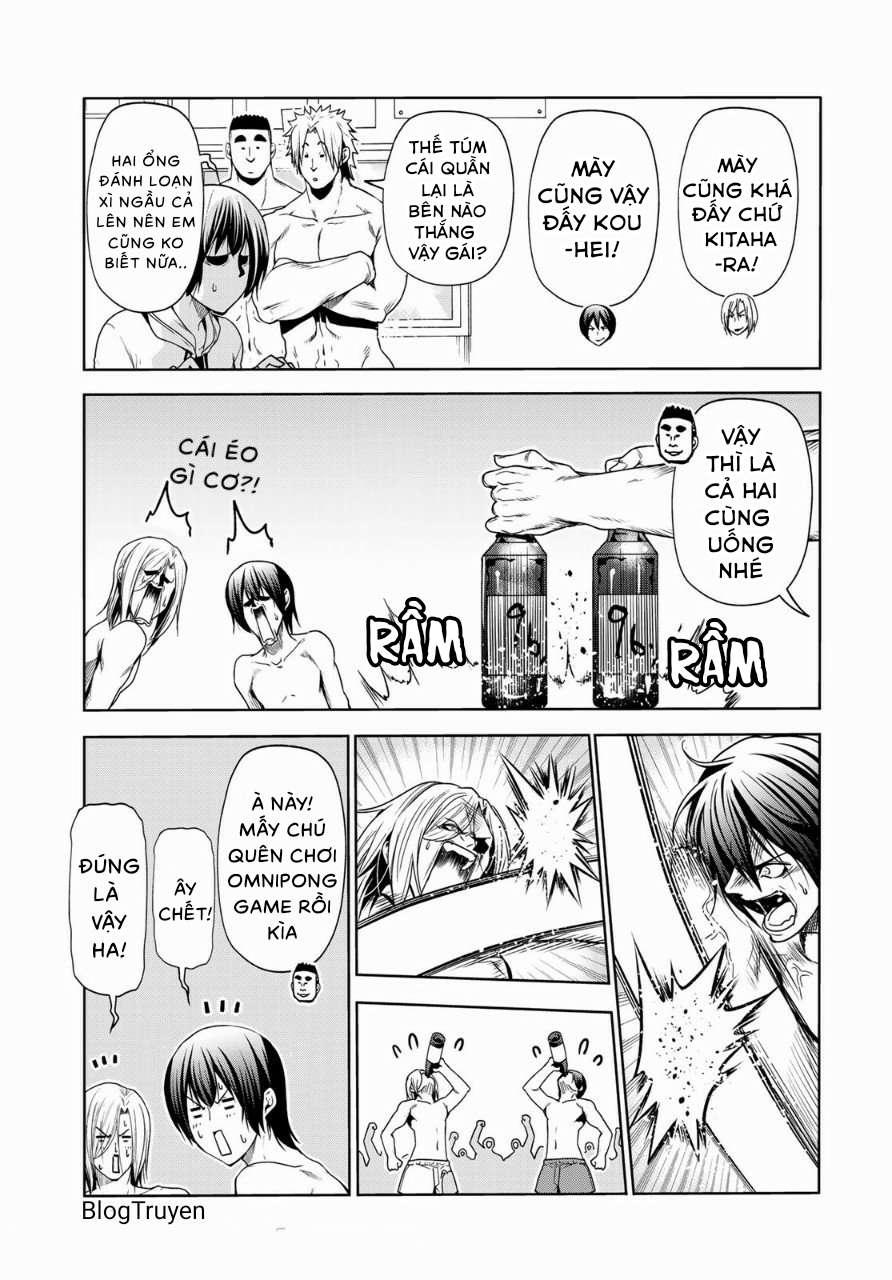 MÀY
CŨNG KHÁ
ĐẤY CHỨ
KITAHA
-RA!
MÀY
CŨNG VẬY
ĐẤY KOU
-HEI!
THẾ TÚM
CÁI QUẦN
LẠI LÀ
BÊN NÀO
THẮNG
VẬY GÁI?
HAI ỔNG
ĐÁNH LOẠN
XÌ NGẦU CẢ
LÊN NÊN EM
CŨNG KO
BIẾT NỮA..
VẬY
THÌ LÀ
CẢ HAI
CÙNG
UỐNG
NHÉ
96
96
RẦM
RẦM
CÁI ÉO
GÌ CƠ?!
À NÀY!
MẤY CHÚ
QUÊN CHƠI
OMNIPONG
GAME RỒI
KÌA
ÂY
CHẾT!
ĐÚNG
LÀ
VẬY
HA!
BlogTruyen